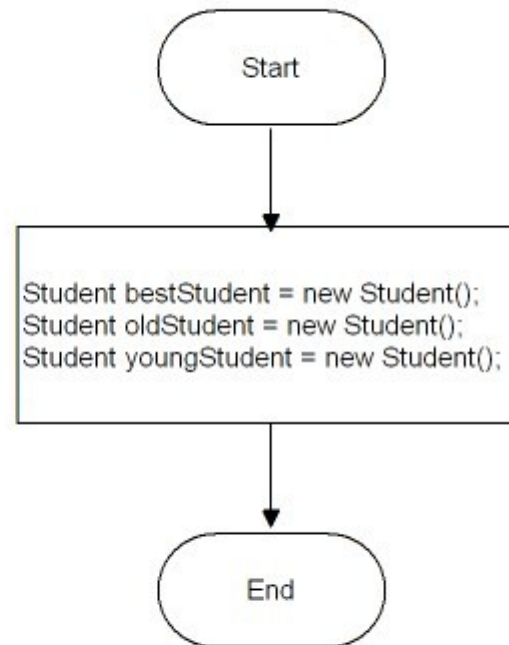 Start
Student bestStudent = new Student();
Student oldStudent = new Student();
Student youngStudent = new Student();
End